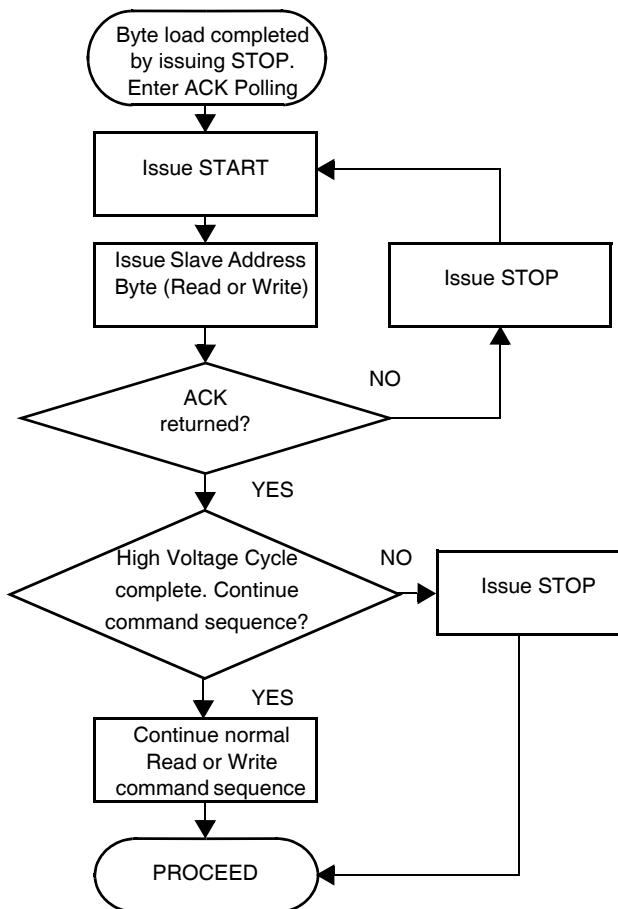 Byte load completed
by issuing STOP.
Enter ACK Polling
Issue START
Issue Slave Address
Byte (Read or Write)
Issue STOP
NO
ACK
returned?
YES
High Voltage Cycle
complete. Continue
command sequence?
NO
Issue STOP
YES
Continue normal
Read or Write
command sequence
PROCEED